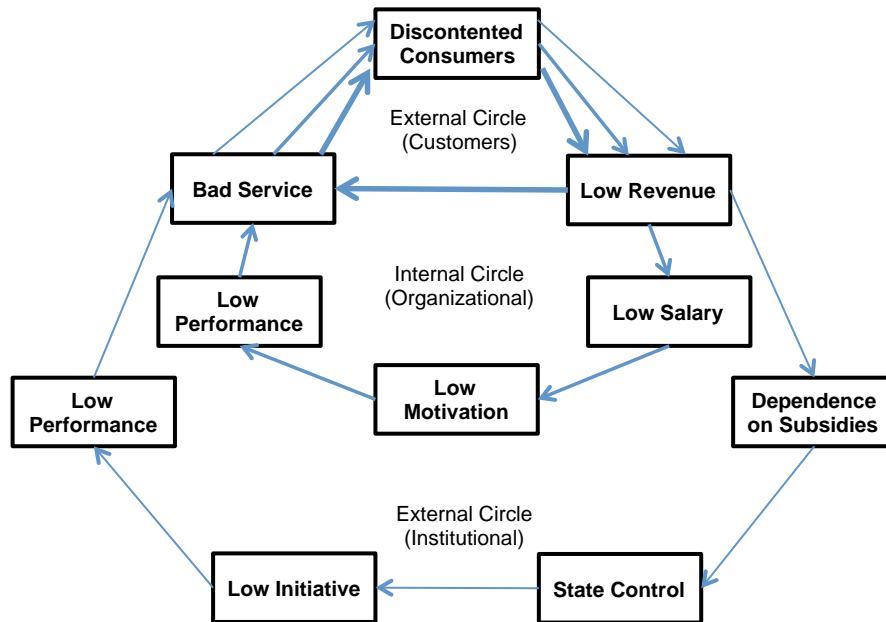 Discontented
Consumers
External Circle
(Customers)
Bad Service
Low Revenue
Internal Circle
(Organizational)
Low
Performance
Low Salary
Low
Motivation
Low
Performance
Dependence
on Subsidies
External Circle
(Institutional)
Low Initiative
State Control